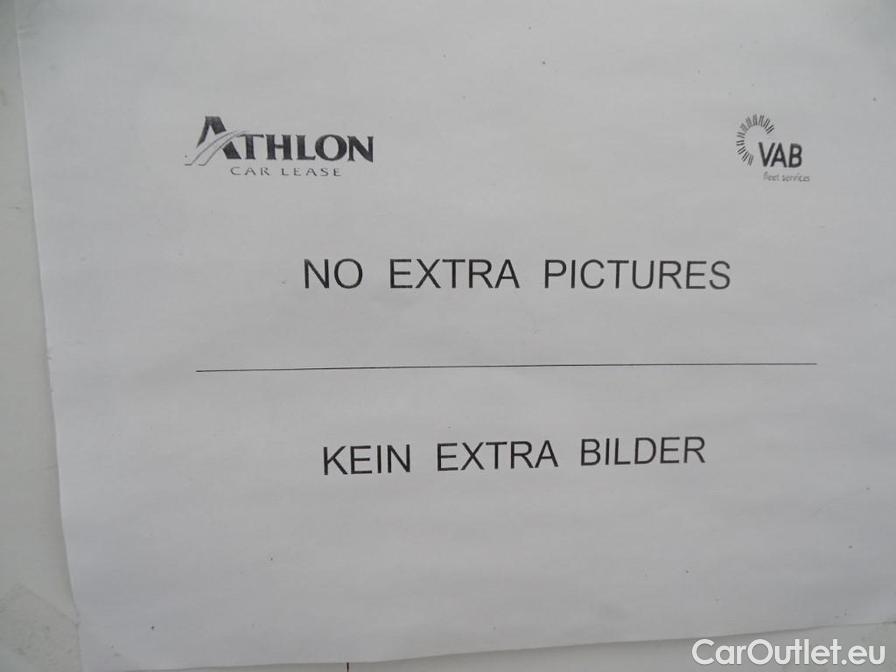 ATHLON
CAR LEASE
VAB
fleet services
NO EXTRA PICTURES
KEIN EXTRA BILDER
CarOutlet.eu